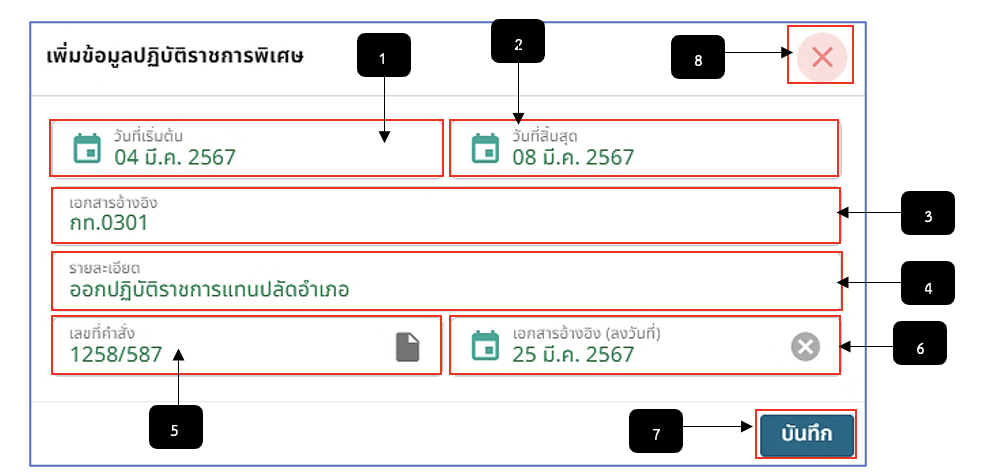 เพิ่มข้อมูลปฏิบัติราชการพิเศษ
1
2
8
วันที่เริ่มต้น
04 มี.ค. 2567
วันที่สิ้นสุด
08 มี.ค. 2567
เอกสารอ้างอิง
กท.0301
3
รายละเอียด
ออกปฏิบัติราชการแทนปลัดอำเภอ
4
เลขที่คำสั่ง
1258/587
เอกสารอ้างอิง (ลงวันที่)
25 มี.ค. 2567
6
5
7
บันทึก